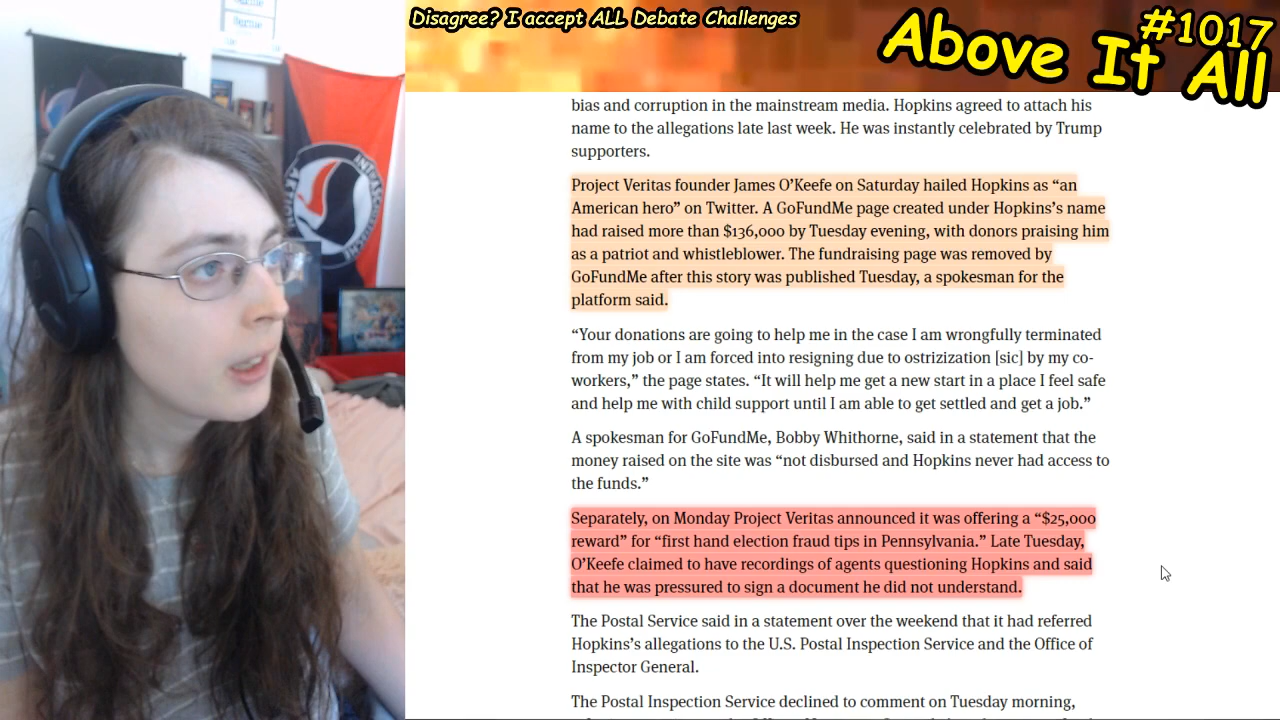 Disagree? I accept ALL Debate Challenges
#1017
Above It All
bias and corruption in the mainstream media. Hopkins agreed to attach his
name to the allegations late last week. He was instantly celebrated by Trump
supporters.
Project Veritas founder James O’Keefe on Saturday hailed Hopkins as “an
American hero” on Twitter. A GoFundMe page created under Hopkins’s name
had raised more than $136,000 by Tuesday evening, with donors praising him
as a patriot and whistleblower. The fundraising page was removed by
GoFundMe after this story was published Tuesday, a spokesman for the
platform said.
“Your donations are going to help me in the case I am wrongfully terminated
from my job or I am forced into resigning due to ostrizization [sic] by my co-
workers,” the page states. “It will help me get a new start in a place I feel safe
and help me with child support until I am able to get settled and get a job.”
A spokesman for GoFundMe, Bobby Whithorne, said in a statement that the
money raised on the site was “not disbursed and Hopkins never had access to
the funds.”
Separately, on Monday Project Veritas announced it was offering a “$25,000
reward” for “first hand election fraud tips in Pennsylvania.” Late Tuesday,
O’Keefe claimed to have recordings of agents questioning Hopkins and said
that he was pressured to sign a document he did not understand.
The Postal Service said in a statement over the weekend that it had referred
Hopkins’s allegations to the U.S. Postal Inspection Service and the Office of
Inspector General.
The Postal Inspection Service declined to comment on Tuesday morning,